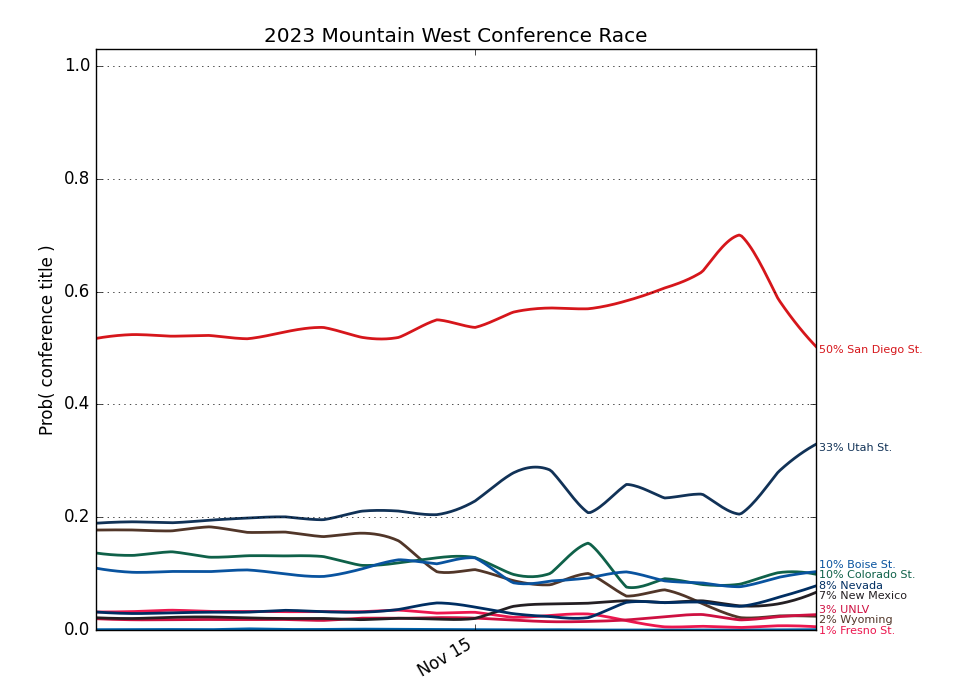 2023 Mountain West Conference Race
1.0
0.8
0.6
0.4
0.2
0.0
Prob( conference title )
Nov 15
50% San Diego St.
33% Utah St.
10% Boise St.
10% Colorado St.
8% Nevada
7% New Mexico
3% UNLV
2% Wyoming
1% Fresno St.